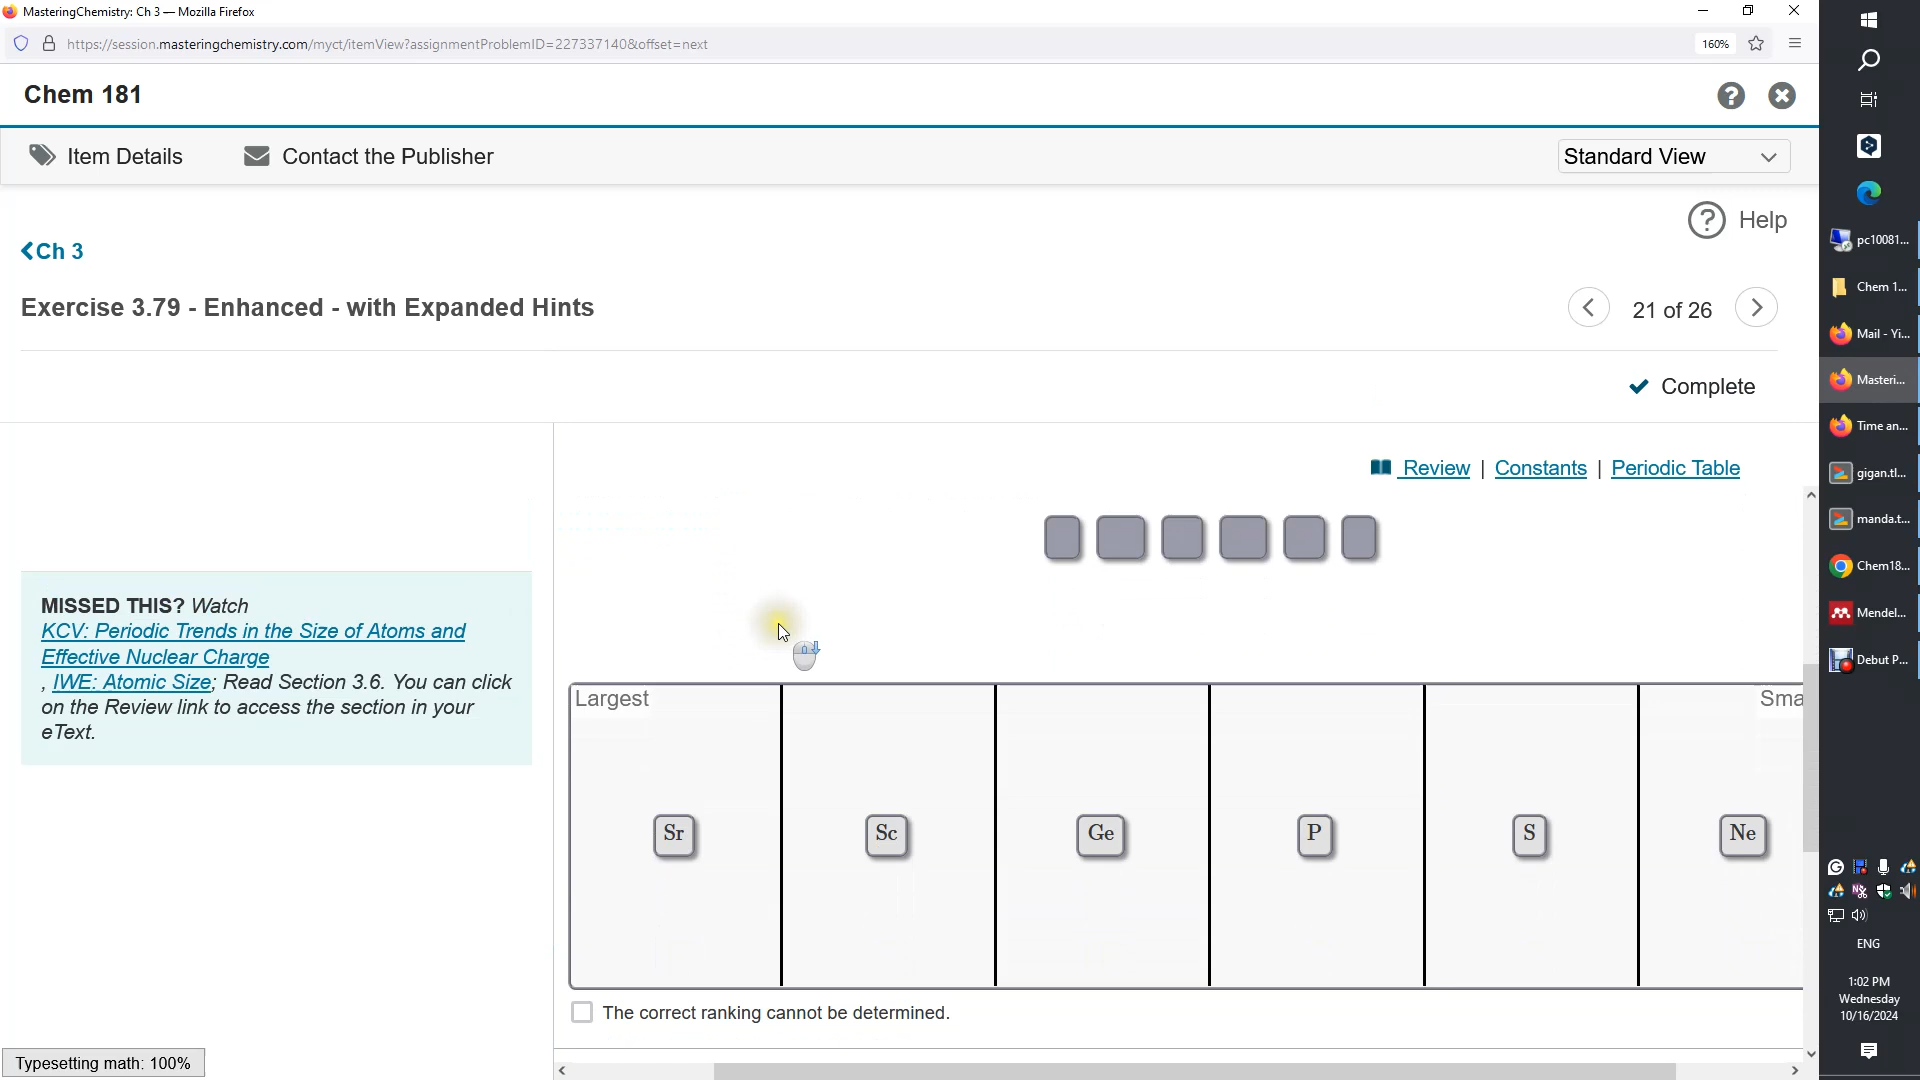 MasteringChemistry: Ch 3 — Mozilla Firefox
https://session.masteringchemistry.com/myct/itemView?assignmentProblemID=227337140&offset=next
160%
Chem 181
Item Details
Contact the Publisher
Standard View
Help
Ch 3
Exercise 3.79 - Enhanced - with Expanded Hints
21 of 26
Complete
Review | Constants | Periodic Table
MISSED THIS? Watch
KCV: Periodic Trends in the Size of Atoms and
Effective Nuclear Charge
, IWE: Atomic Size; Read Section 3.6. You can click
on the Review link to access the section in your
eText.
Largest
Sma
Sr
Sc
Ge
P
S
Ne
The correct ranking cannot be determined.
Typesetting math: 100%
pc10081...
Chem 1...
Mail - Yi...
Masteri...
Time an...
gigan.tl...
manda.t...
Chem18...
Mendel...
Debut P...
ENG
1:02 PM
Wednesday
10/16/2024